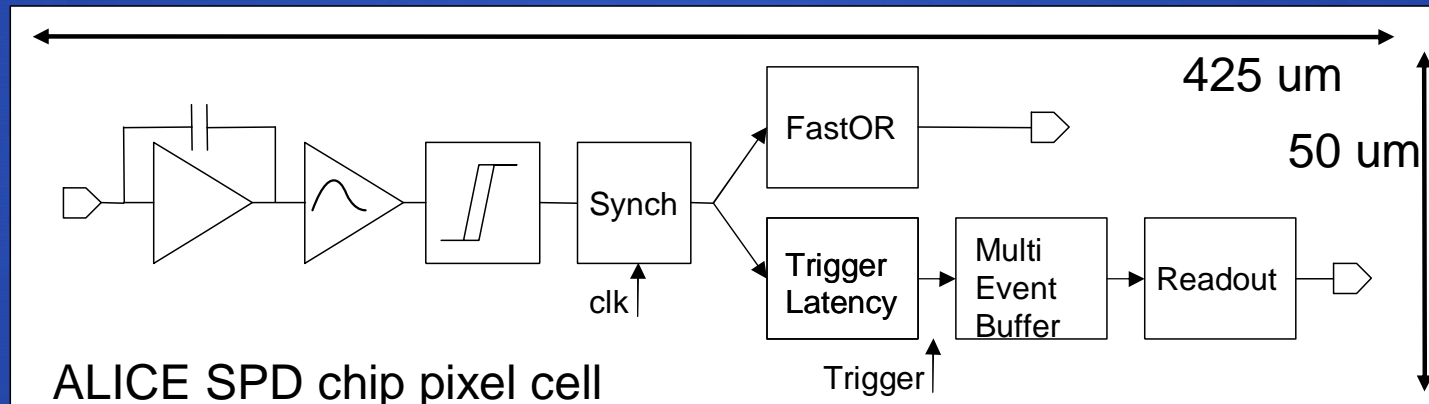 425 um
50 um
FastOR
Synch
clk
Trigger
Latency
Multi
Event
Buffer
Readout
Trigger
ALICE SPD chip pixel cell